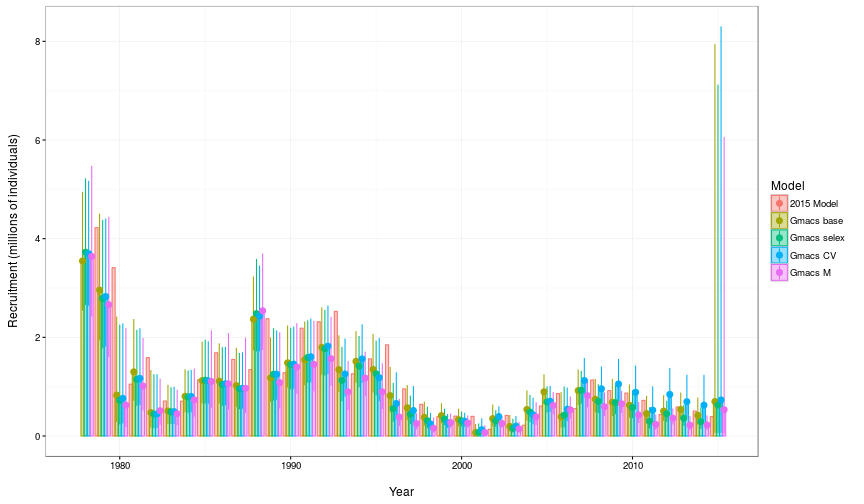 Recruitment (millions of individuals)
8
6
4
2
0
1980
1990
2000
2010
Year
Model
2015 Model
Gmacs base
Gmacs selex
Gmacs CV
Gmacs M